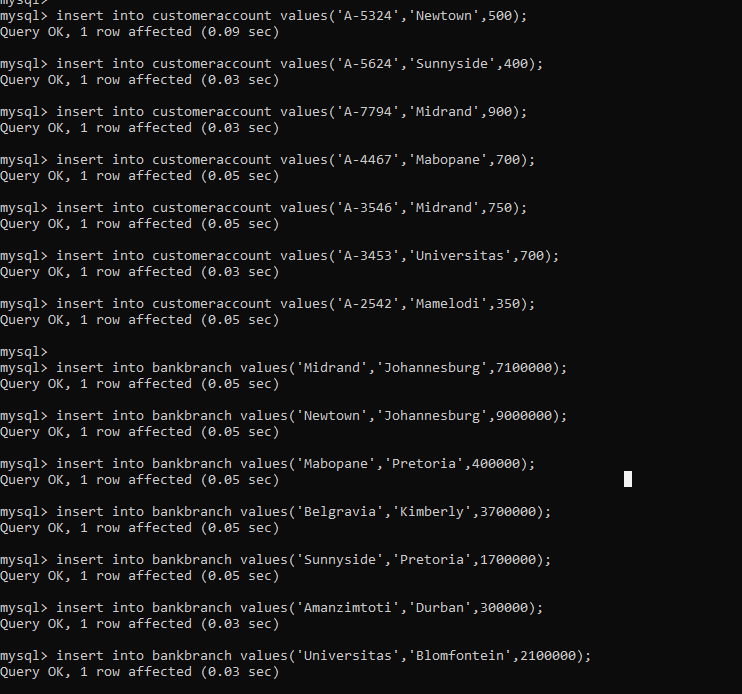 mysql>
mysql> insert into customeraccount values('A-5324','Newtown',500);
Query OK, 1 row affected (0.09 sec)
mysql> insert into customeraccount values('A-5624','Sunnyside',400);
Query OK, 1 row affected (0.03 sec)
mysql> insert into customeraccount values('A-7794','Midrand',900);
Query OK, 1 row affected (0.03 sec)
mysql> insert into customeraccount values('A-4467','Mabopane',700);
Query OK, 1 row affected (0.05 sec)
mysql> insert into customeraccount values('A-3546','Midrand',750);
Query OK, 1 row affected (0.05 sec)
mysql> insert into customeraccount values('A-3453','Universitas',700);
Query OK, 1 row affected (0.03 sec)
mysql> insert into customeraccount values('A-2542','Mamelodi',350);
Query OK, 1 row affected (0.05 sec)
mysql>
mysql> insert into bankbranch values('Midrand','Johannesburg',7100000);
Query OK, 1 row affected (0.05 sec)
mysql> insert into bankbranch values('Newtown','Johannesburg',9000000);
Query OK, 1 row affected (0.05 sec)
mysql> insert into bankbranch values('Mabopane','Pretoria',400000);
Query OK, 1 row affected (0.05 sec)
mysql> insert into bankbranch values('Belgravia','Kimberly',3700000);
Query OK, 1 row affected (0.05 sec)
mysql> insert into bankbranch values('Sunnyside','Pretoria',1700000);
Query OK, 1 row affected (0.05 sec)
mysql> insert into bankbranch values('Amanzimtoti','Durban',300000);
Query OK, 1 row affected (0.03 sec)
mysql> insert into bankbranch values('Universitas','Blomfontein',2100000);
Query OK, 1 row affected (0.03 sec)